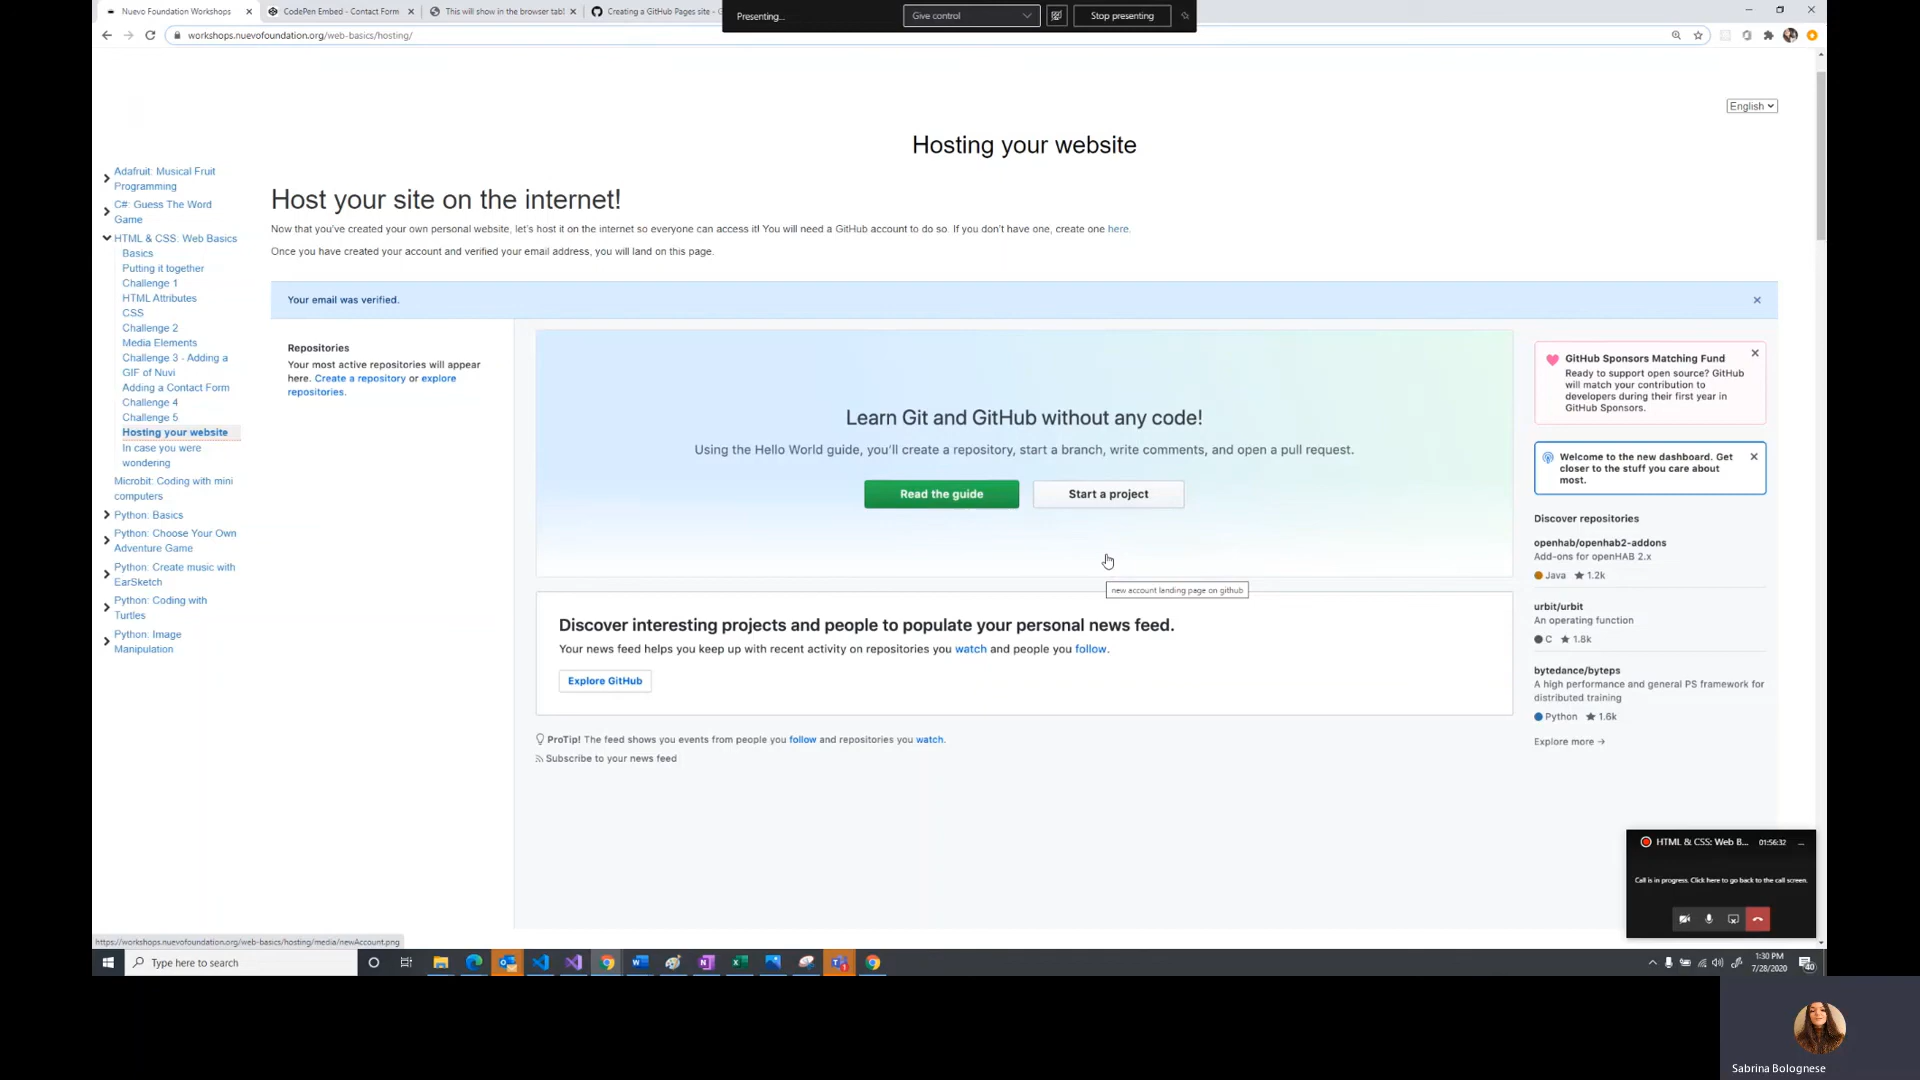 Nuevo Foundation Workshops
CodePen Embed - Contact Form
This will show in the browser tab!
Creating a GitHub Pages site - G
Presenting...
Give control
Stop presenting
workshops.nuevofoundation.org/web-basics/hosting/
English
Hosting your website
Adafruit: Musical Fruit
Programming
C#: Guess The Word
Game
HTML & CSS: Web Basics
Basics
Putting it together
Challenge 1
HTML Attributes
CSS
Challenge 2
Media Elements
Challenge 3 - Adding a
GIF of Nuvi
Adding a Contact Form
Challenge 4
Challenge 5
Hosting your website
In case you were
wondering
Microbit: Coding with mini
computers
Python: Basics
Python: Choose Your Own
Adventure Game
Python: Create music with
EarSketch
Python: Coding with
Turtles
Python: Image
Manipulation
Host your site on the internet!
Now that you've created your own personal website, let's host it on the internet so everyone can access it! You will need a GitHub account to do so. If you don't have one, create one here.
Once you have created your account and verified your email address, you will land on this page.
Your email was verified.
Repositories
Your most active repositories will appear
here. Create a repository or explore
repositories.
Learn Git and GitHub without any code!
Using the Hello World guide, you'll create a repository, start a branch, write comments, and open a pull request.
Read the guide
Start a project
new account landing page on github
Discover interesting projects and people to populate your personal news feed.
Your news feed helps you keep up with recent activity on repositories you watch and people you follow.
Explore GitHub
ProTip! The feed shows you events from people you follow and repositories you watch.
Subscribe to your news feed
GitHub Sponsors Matching Fund
Ready to support open source? GitHub
will match your contribution to
developers during their first year in
GitHub Sponsors.
Welcome to the new dashboard. Get
closer to the stuff you care about
most.
Discover repositories
openhab/openhab2-addons
Add-ons for openHAB 2.x
Java ★ 1.2k
urbit/urbit
An operating function
C ★ 1.8k
bytedance/byteps
A high performance and general PS framework for
distributed training
Python ★ 1.6k
Explore more →
HTML & CSS: Web B... 01:56:32 ...
Call is in progress. Click here to go back to the call screen.
https://workshops.nuevofoundation.org/web-basics/hosting/media/newAccount.png
Type here to search
1:30 PM
7/28/2020
40
Sabrina Bolognese